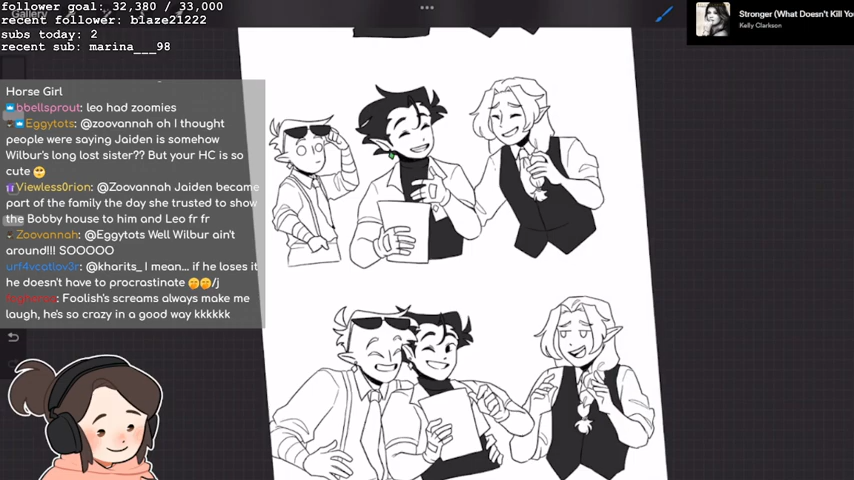 follower goal: 32,380 / 33,000
recent follower: blaze21222
subs today: 2
recent sub: marina___98
Stronger (What Doesn't Kill You
Kelly Clarkson
Horse Girl
bbellsprout: leo had zoomies
Eggytots: @zoovannah oh I thought
people were saying Jaiden is somehow
Wilbur's long lost sister?? But your HC is so
cute
Viewless0rion: @Zoovannah Jaiden became
part of the family the day she trusted to show
the Bobby house to him and Leo fr fr
Zoovannah: @Eggytots Well Wilbur ain't
around!!! SOOOOO
urf4vcatlov3r: @kharits_ I mean... if he loses it
he doesn't have to procrastinate /j
Foolish's screams always make me
laugh, he's so crazy in a good way kkkkkk